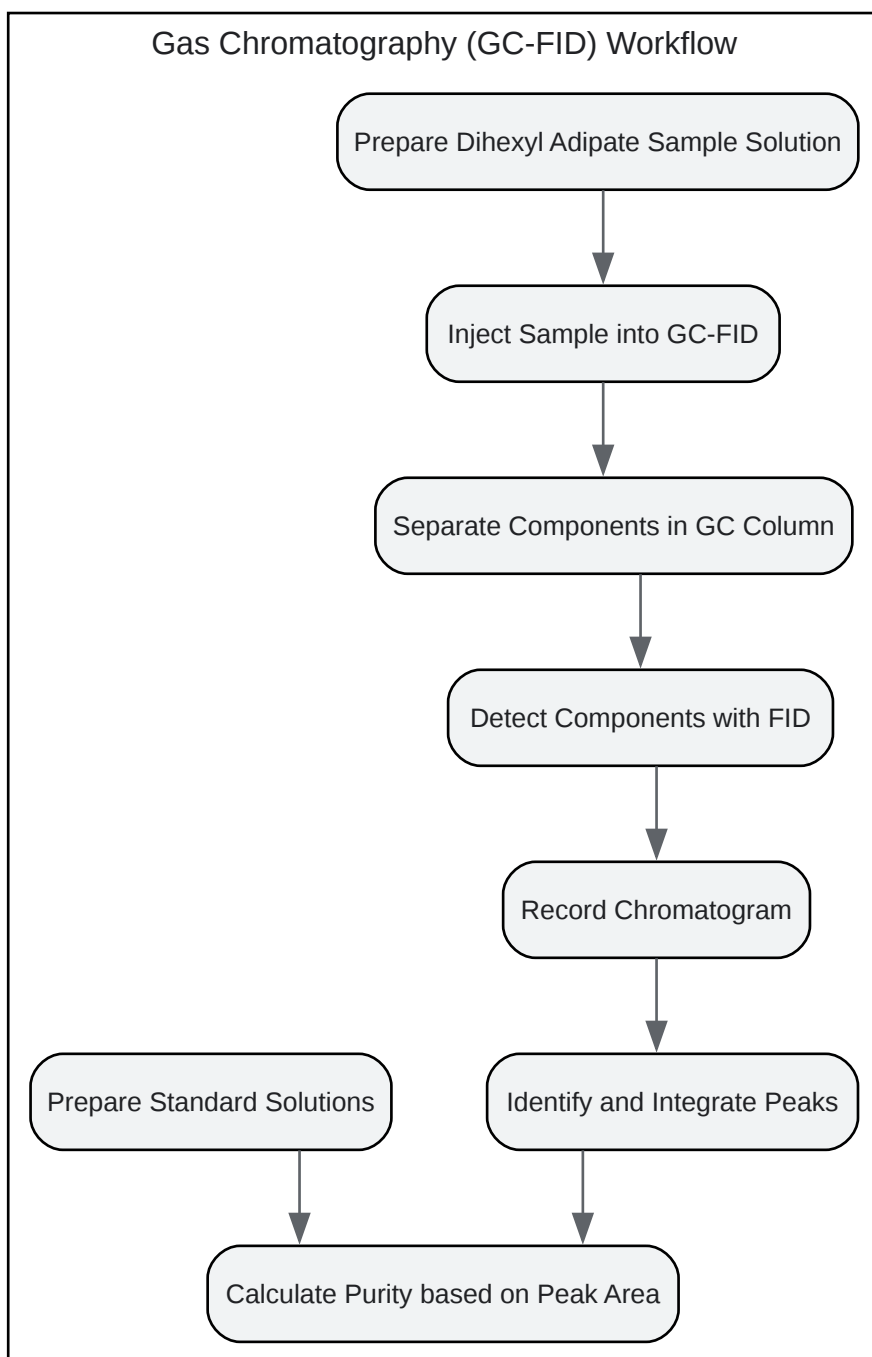 Gas Chromatography (GC-FID) Workflow
Prepare Dihexyl Adipate Sample Solution
Inject Sample into GC-FID
Separate Components in GC Column
Detect Components with FID
Record Chromatogram
Prepare Standard Solutions
Identify and Integrate Peaks
Calculate Purity based on Peak Area